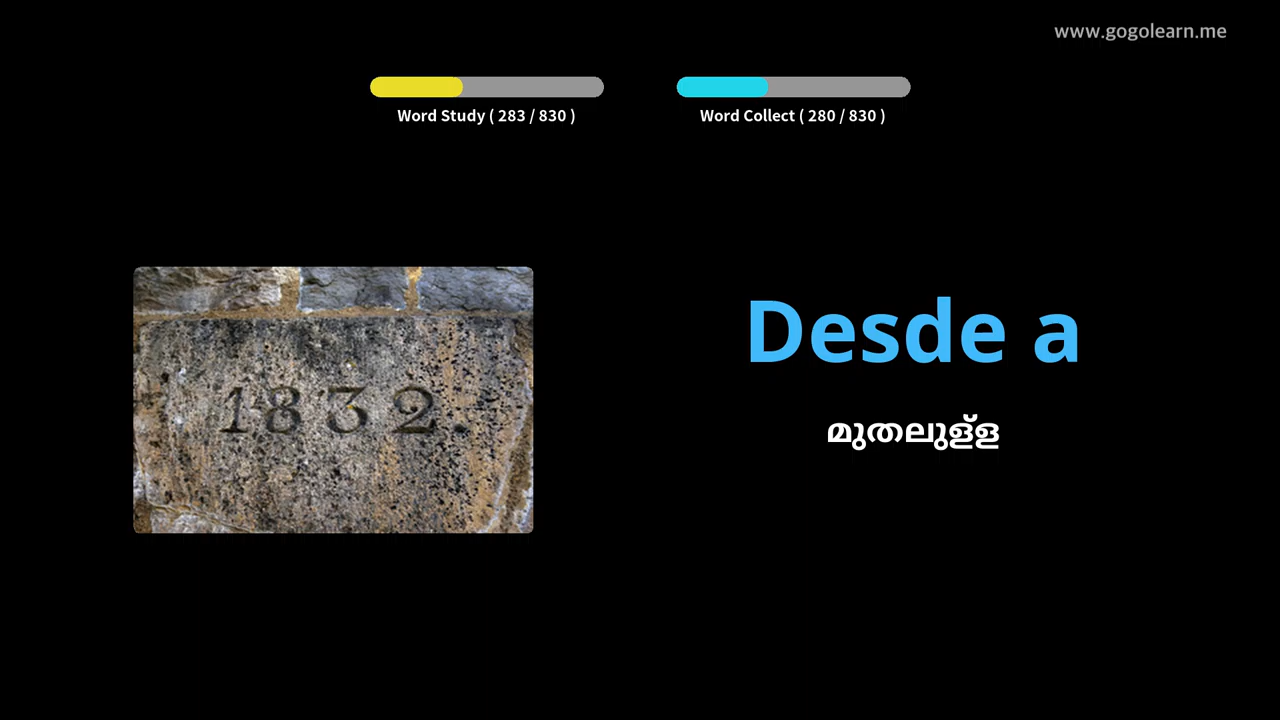 www.gogolearn.me
Word Study ( 283 / 830 )
Word Collect ( 280 / 830 )
1832.
Desde a
മുതലുള്ള